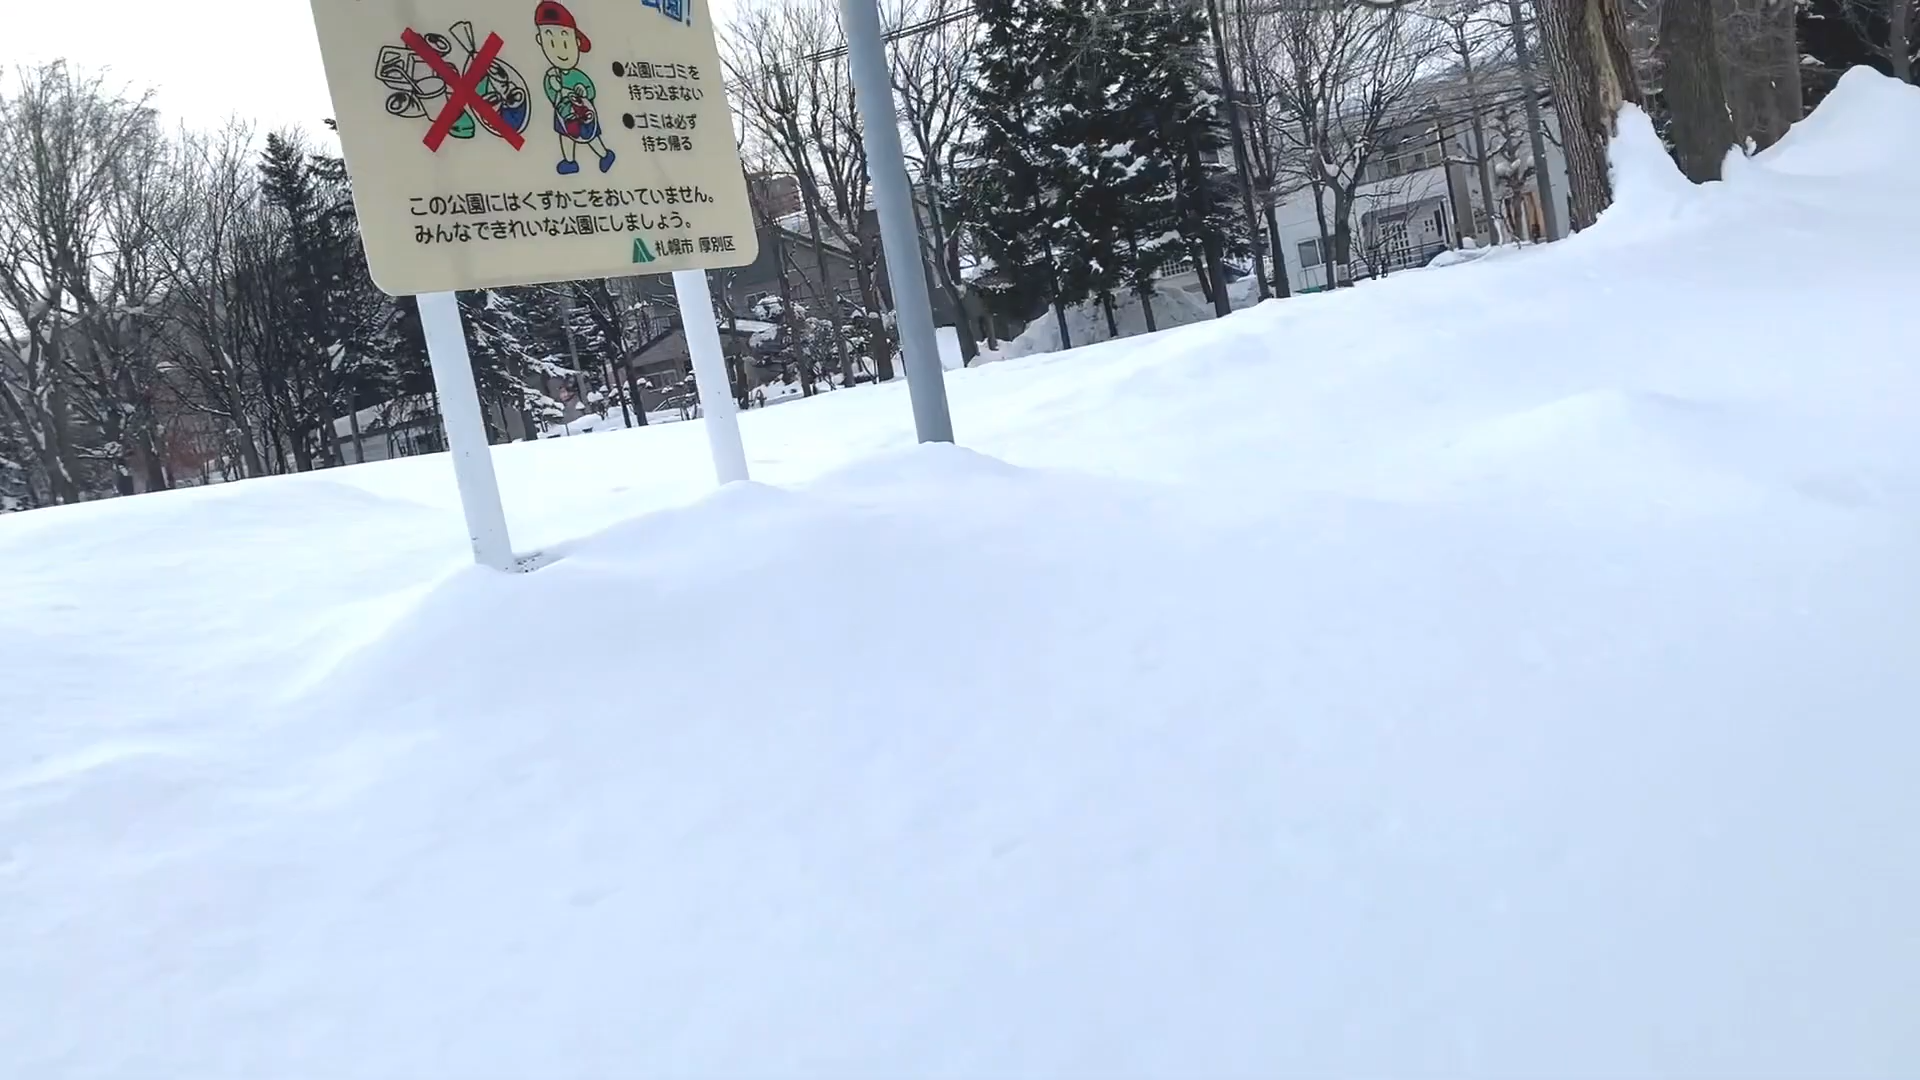 公園!
●公園にゴミを
持ち込まない
●ゴミは必ず
持ち帰る
この公園にはくずかごをおいていません。
みんなできれいな公園にしましょう。
札幌市 厚別区